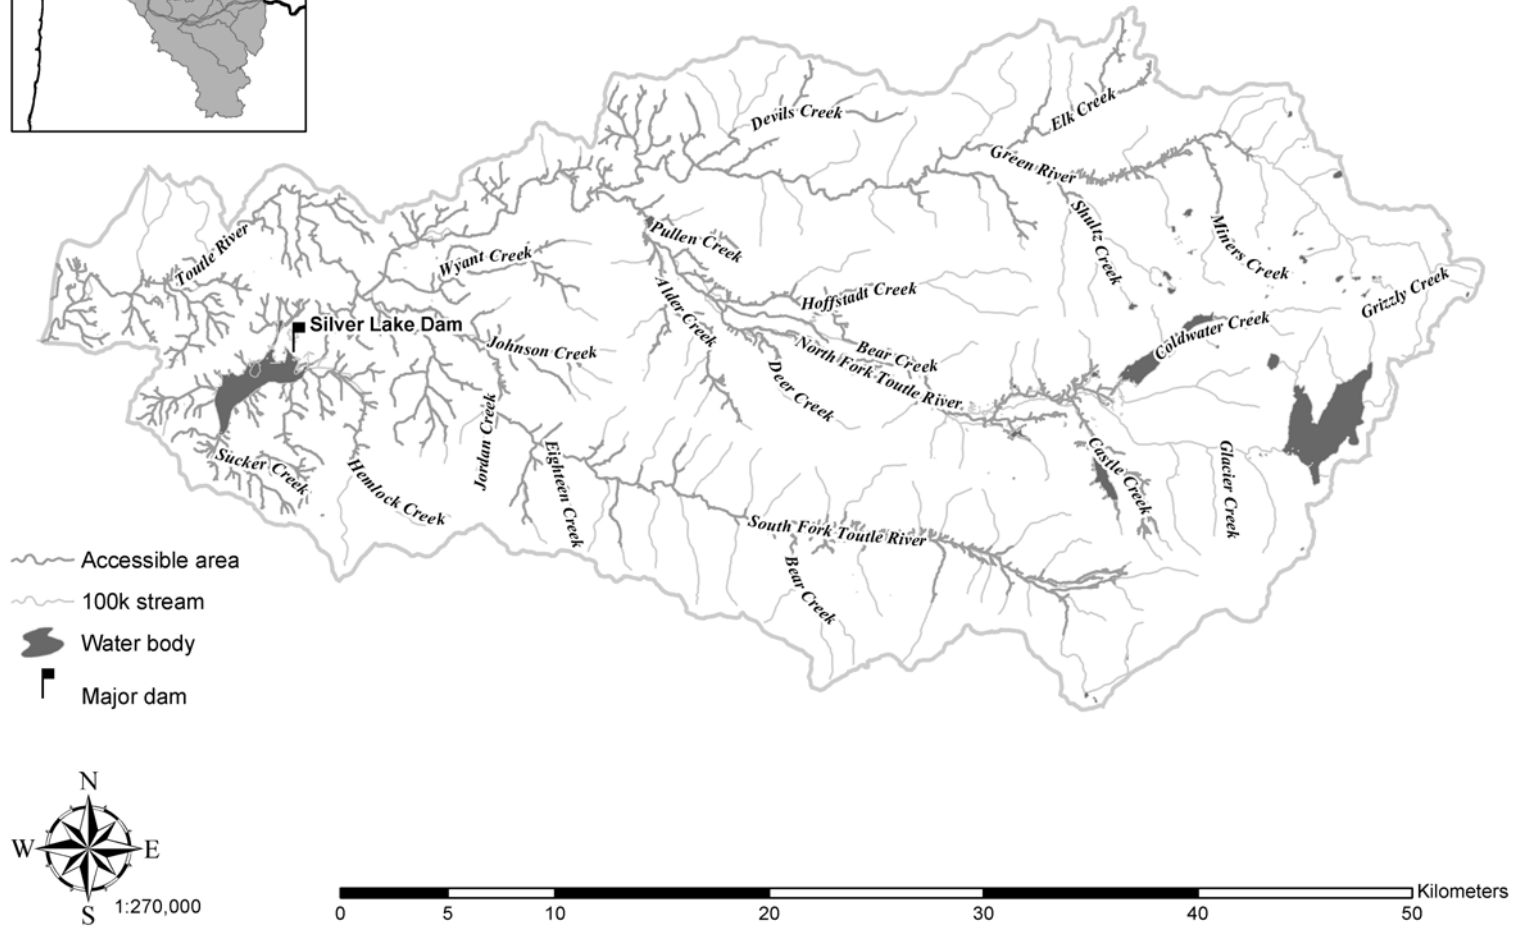 Devils Creek
Elk Creek
Green River
Toutle River
Pullen Creek
Shultz Creek
Miners Creek
Wyant Creek
Grizzly Creek
Hoffstadt Creek
Alder Creek
Silver Lake Dam
Coldwater Creek
Johnson Creek
Bear Creek
North Fork Toutle River
Deer Creek
Jordan Creek
Sucker Creek
Hemlock Creek
Eighteen Creek
Castle Creek
Glacier Creek
South Fork Toutle River
Bear Creek
Accessible area
100k stream
Water body
Major dam
N
W E
S
1:270,000
Kilometers
0 5 10 20 30 40 50